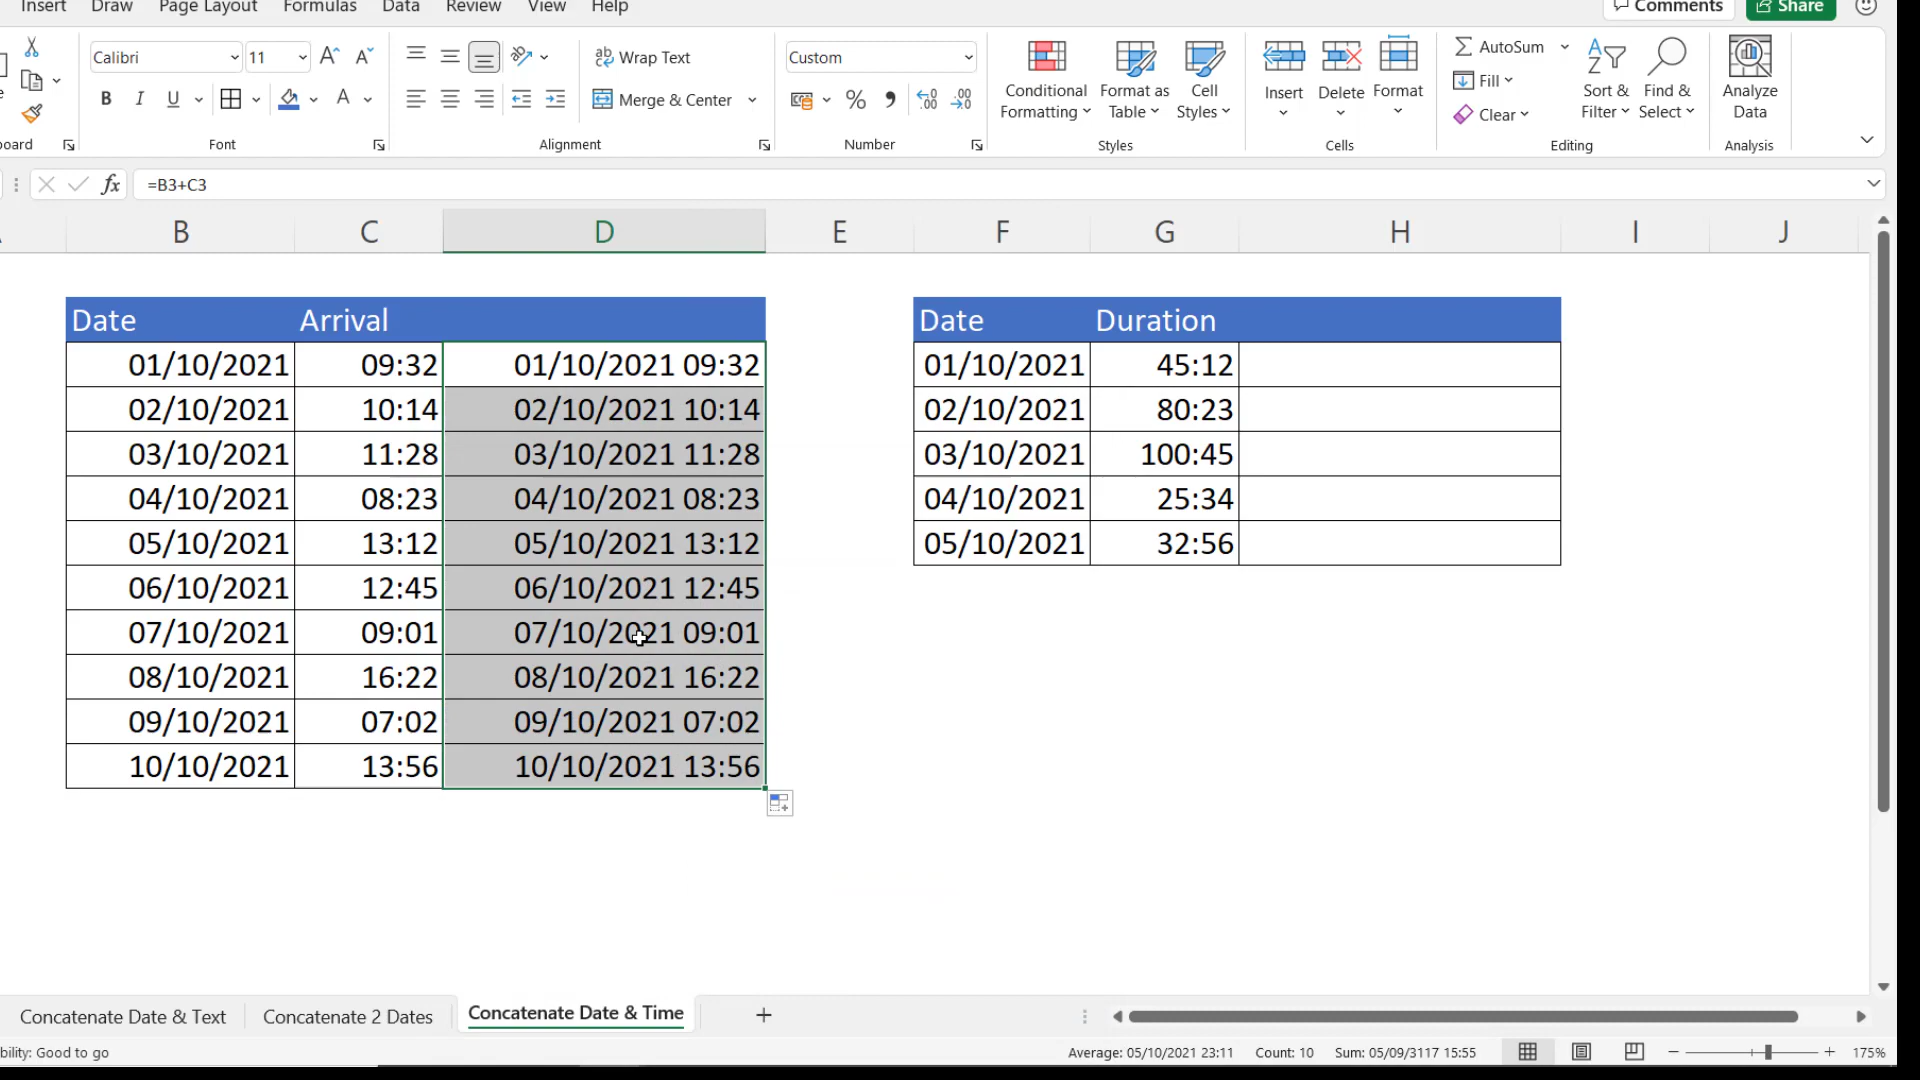 Insert Draw Page Layout Formulas Data Review View Help Comments Share
Calibri 11 Wrap Text Custom AutoSum
Conditional Formatting Format as Table Cell Styles Insert Delete Format Fill Sort & Filter Find & Select Analyze Data
B I U A Merge & Center % Clear
Font Alignment Number Styles Cells Editing Analysis
fx =B3+C3
B C D E F G H I J
Date Arrival Date Duration
01/10/2021 09:32 01/10/2021 09:32 01/10/2021 45:12
02/10/2021 10:14 02/10/2021 10:14 02/10/2021 80:23
03/10/2021 11:28 03/10/2021 11:28 03/10/2021 100:45
04/10/2021 08:23 04/10/2021 08:23 04/10/2021 25:34
05/10/2021 13:12 05/10/2021 13:12 05/10/2021 32:56
06/10/2021 12:45 06/10/2021 12:45
07/10/2021 09:01 07/10/2021 09:01
08/10/2021 16:22 08/10/2021 16:22
09/10/2021 07:02 09/10/2021 07:02
10/10/2021 13:56 10/10/2021 13:56
Concatenate Date & Text Concatenate 2 Dates Concatenate Date & Time
bility: Good to go Average: 05/10/2021 23:11 Count: 10 Sum: 05/09/3117 15:55 175%